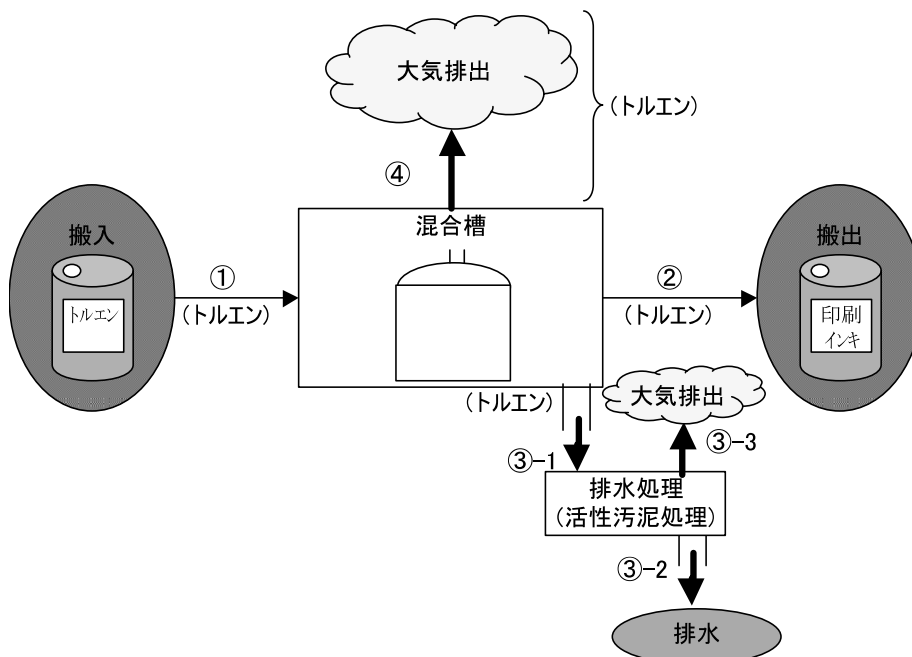 大気排出
(トルエン)
④
搬入
混合槽
搬出
①
②
トルエン
(トルエン)
(トルエン)
印刷
インキ
(トルエン)
大気排出
③-1
③-3
排水処理
(活性汚泥処理)
③-2
排水